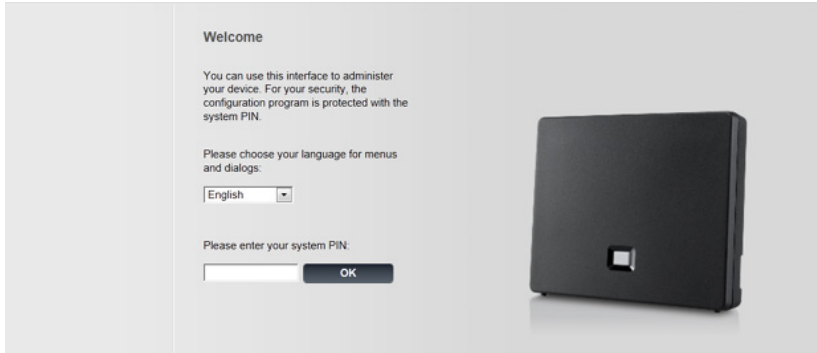 Welcome
You can use this interface to administer
your device. For your security, the
configuration program is protected with the
system PIN.
Please choose your language for menus
and dialogs:
English
Please enter your system PIN:
OK